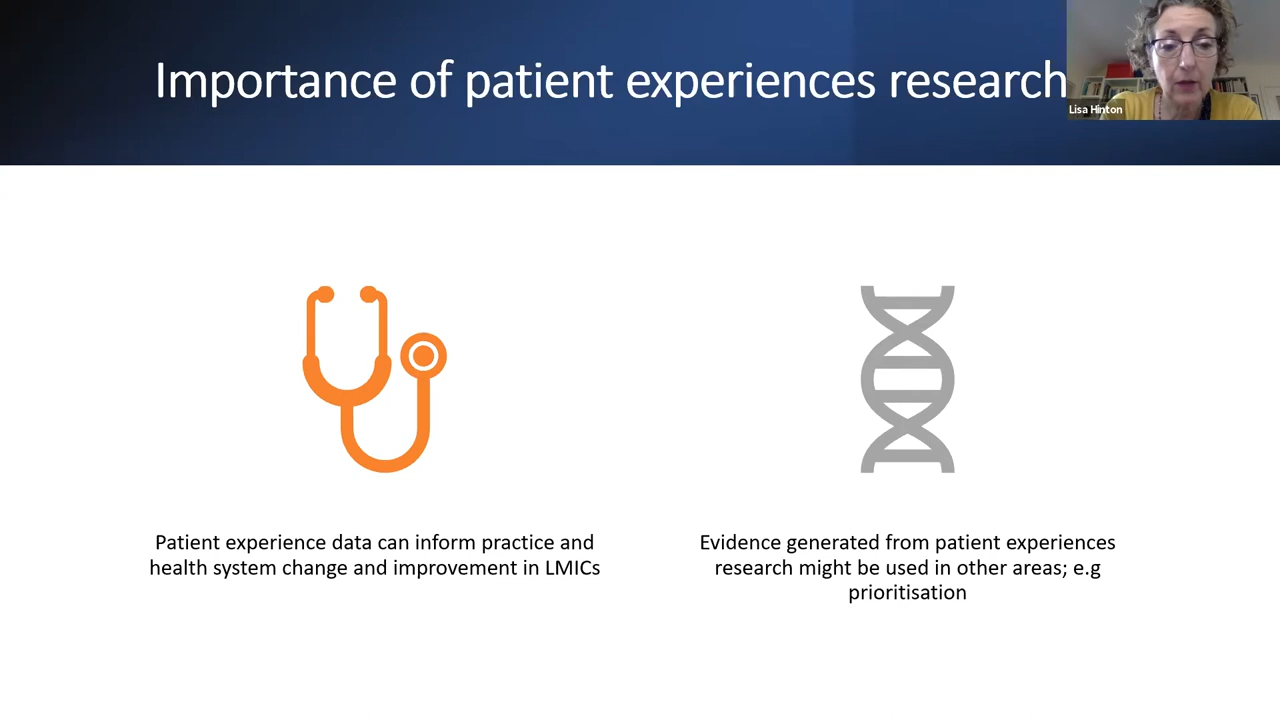 Importance of patient experiences research
Lisa Hinton
Patient experience data can inform practice and
health system change and improvement in LMICs
Evidence generated from patient experiences
research might be used in other areas; e.g
prioritisation